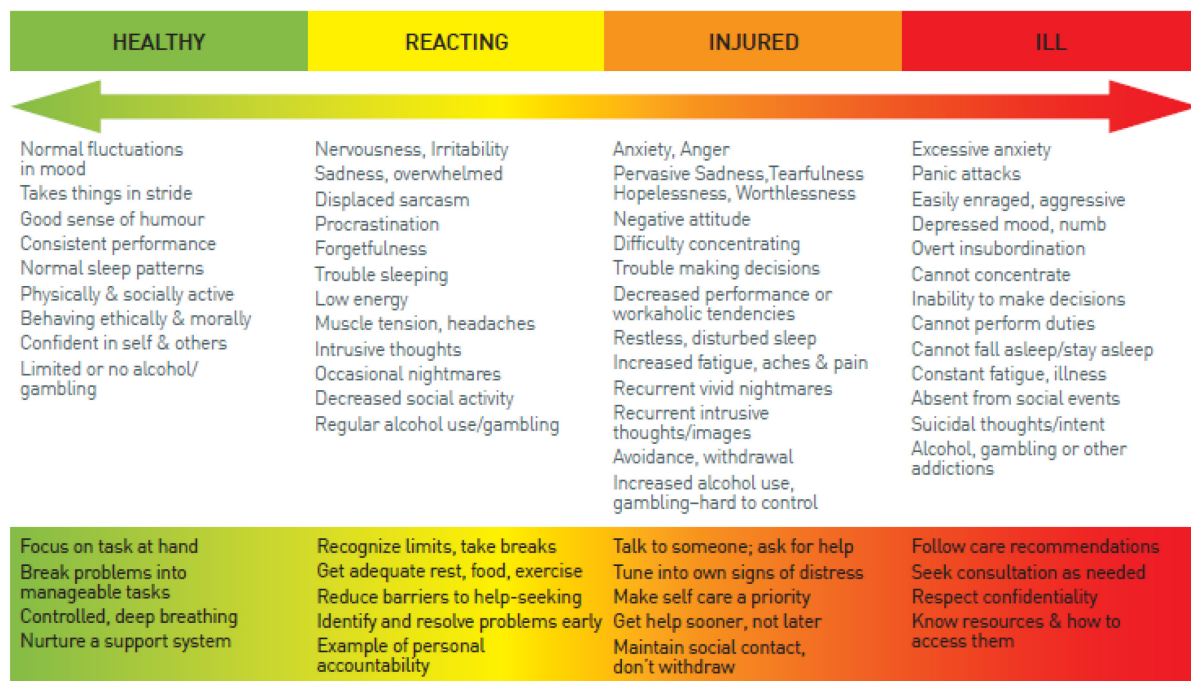 HEALTHY
REACTING
INJURED
ILL
Normal fluctuations
in mood
Takes things in stride
Good sense of humour
Consistent performance
Normal sleep patterns
Physically & socially active
Behaving ethically & morally
Confident in self & others
Limited or no alcohol/
gambling
Nervousness, Irritability
Sadness, overwhelmed
Displaced sarcasm
Procrastination
Forgetfulness
Trouble sleeping
Low energy
Muscle tension, headaches
Intrusive thoughts
Occasional nightmares
Decreased social activity
Regular alcohol use/gambling
Anxiety, Anger
Pervasive Sadness,Tearfulness
Hopelessness, Worthlessness
Negative attitude
Difficulty concentrating
Trouble making decisions
Decreased performance or
workaholic tendencies
Restless, disturbed sleep
Increased fatigue, aches & pain
Recurrent vivid nightmares
Recurrent intrusive
thoughts/images
Avoidance, withdrawal
Increased alcohol use,
gambling–hard to control
Excessive anxiety
Panic attacks
Easily enraged, aggressive
Depressed mood, numb
Overt insubordination
Cannot concentrate
Inability to make decisions
Cannot perform duties
Cannot fall asleep/stay asleep
Constant fatigue, illness
Absent from social events
Suicidal thoughts/intent
Alcohol, gambling or other
addictions
Focus on task at hand
Break problems into
manageable tasks
Controlled, deep breathing
Nurture a support system
Recognize limits, take breaks
Get adequate rest, food, exercise
Reduce barriers to help-seeking
Identify and resolve problems early
Example of personal
accountability
Talk to someone; ask for help
Tune into own signs of distress
Make self care a priority
Get help sooner, not later
Maintain social contact,
don't withdraw
Follow care recommendations
Seek consultation as needed
Respect confidentiality
Know resources & how to
access them